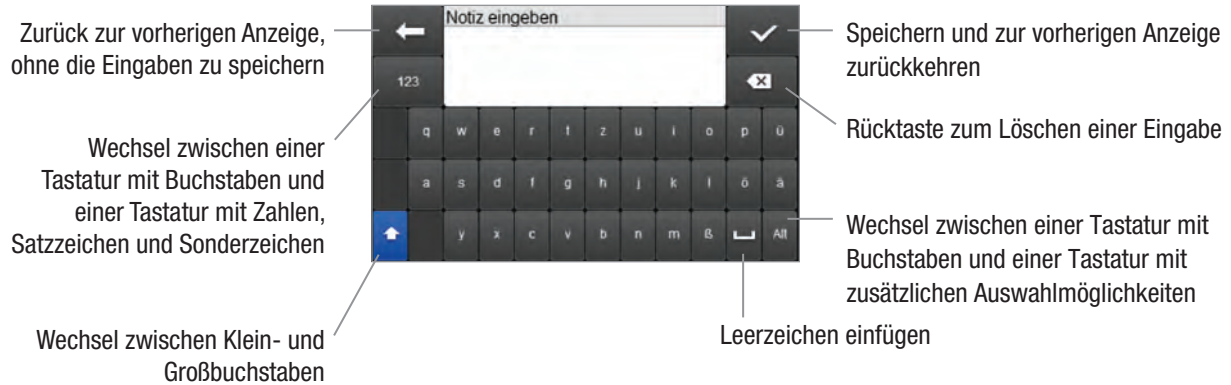 Zurück zur vorherigen Anzeige,
ohne die Eingaben zu speichern
Wechsel zwischen einer
Tastatur mit Buchstaben und
einer Tastatur mit Zahlen,
Satzzeichen und Sonderzeichen
Wechsel zwischen Klein- und
Großbuchstaben
Notiz eingeben
123
q w e r t z u i o p ü
a s d f g h j k l ö ä
y x c v b n m ß Alt
Speichern und zur vorherigen Anzeige
zurückkehren
Rücktaste zum Löschen einer Eingabe
Wechsel zwischen einer Tastatur mit
Buchstaben und einer Tastatur mit
zusätzlichen Auswahlmöglichkeiten
Leerzeichen einfügen